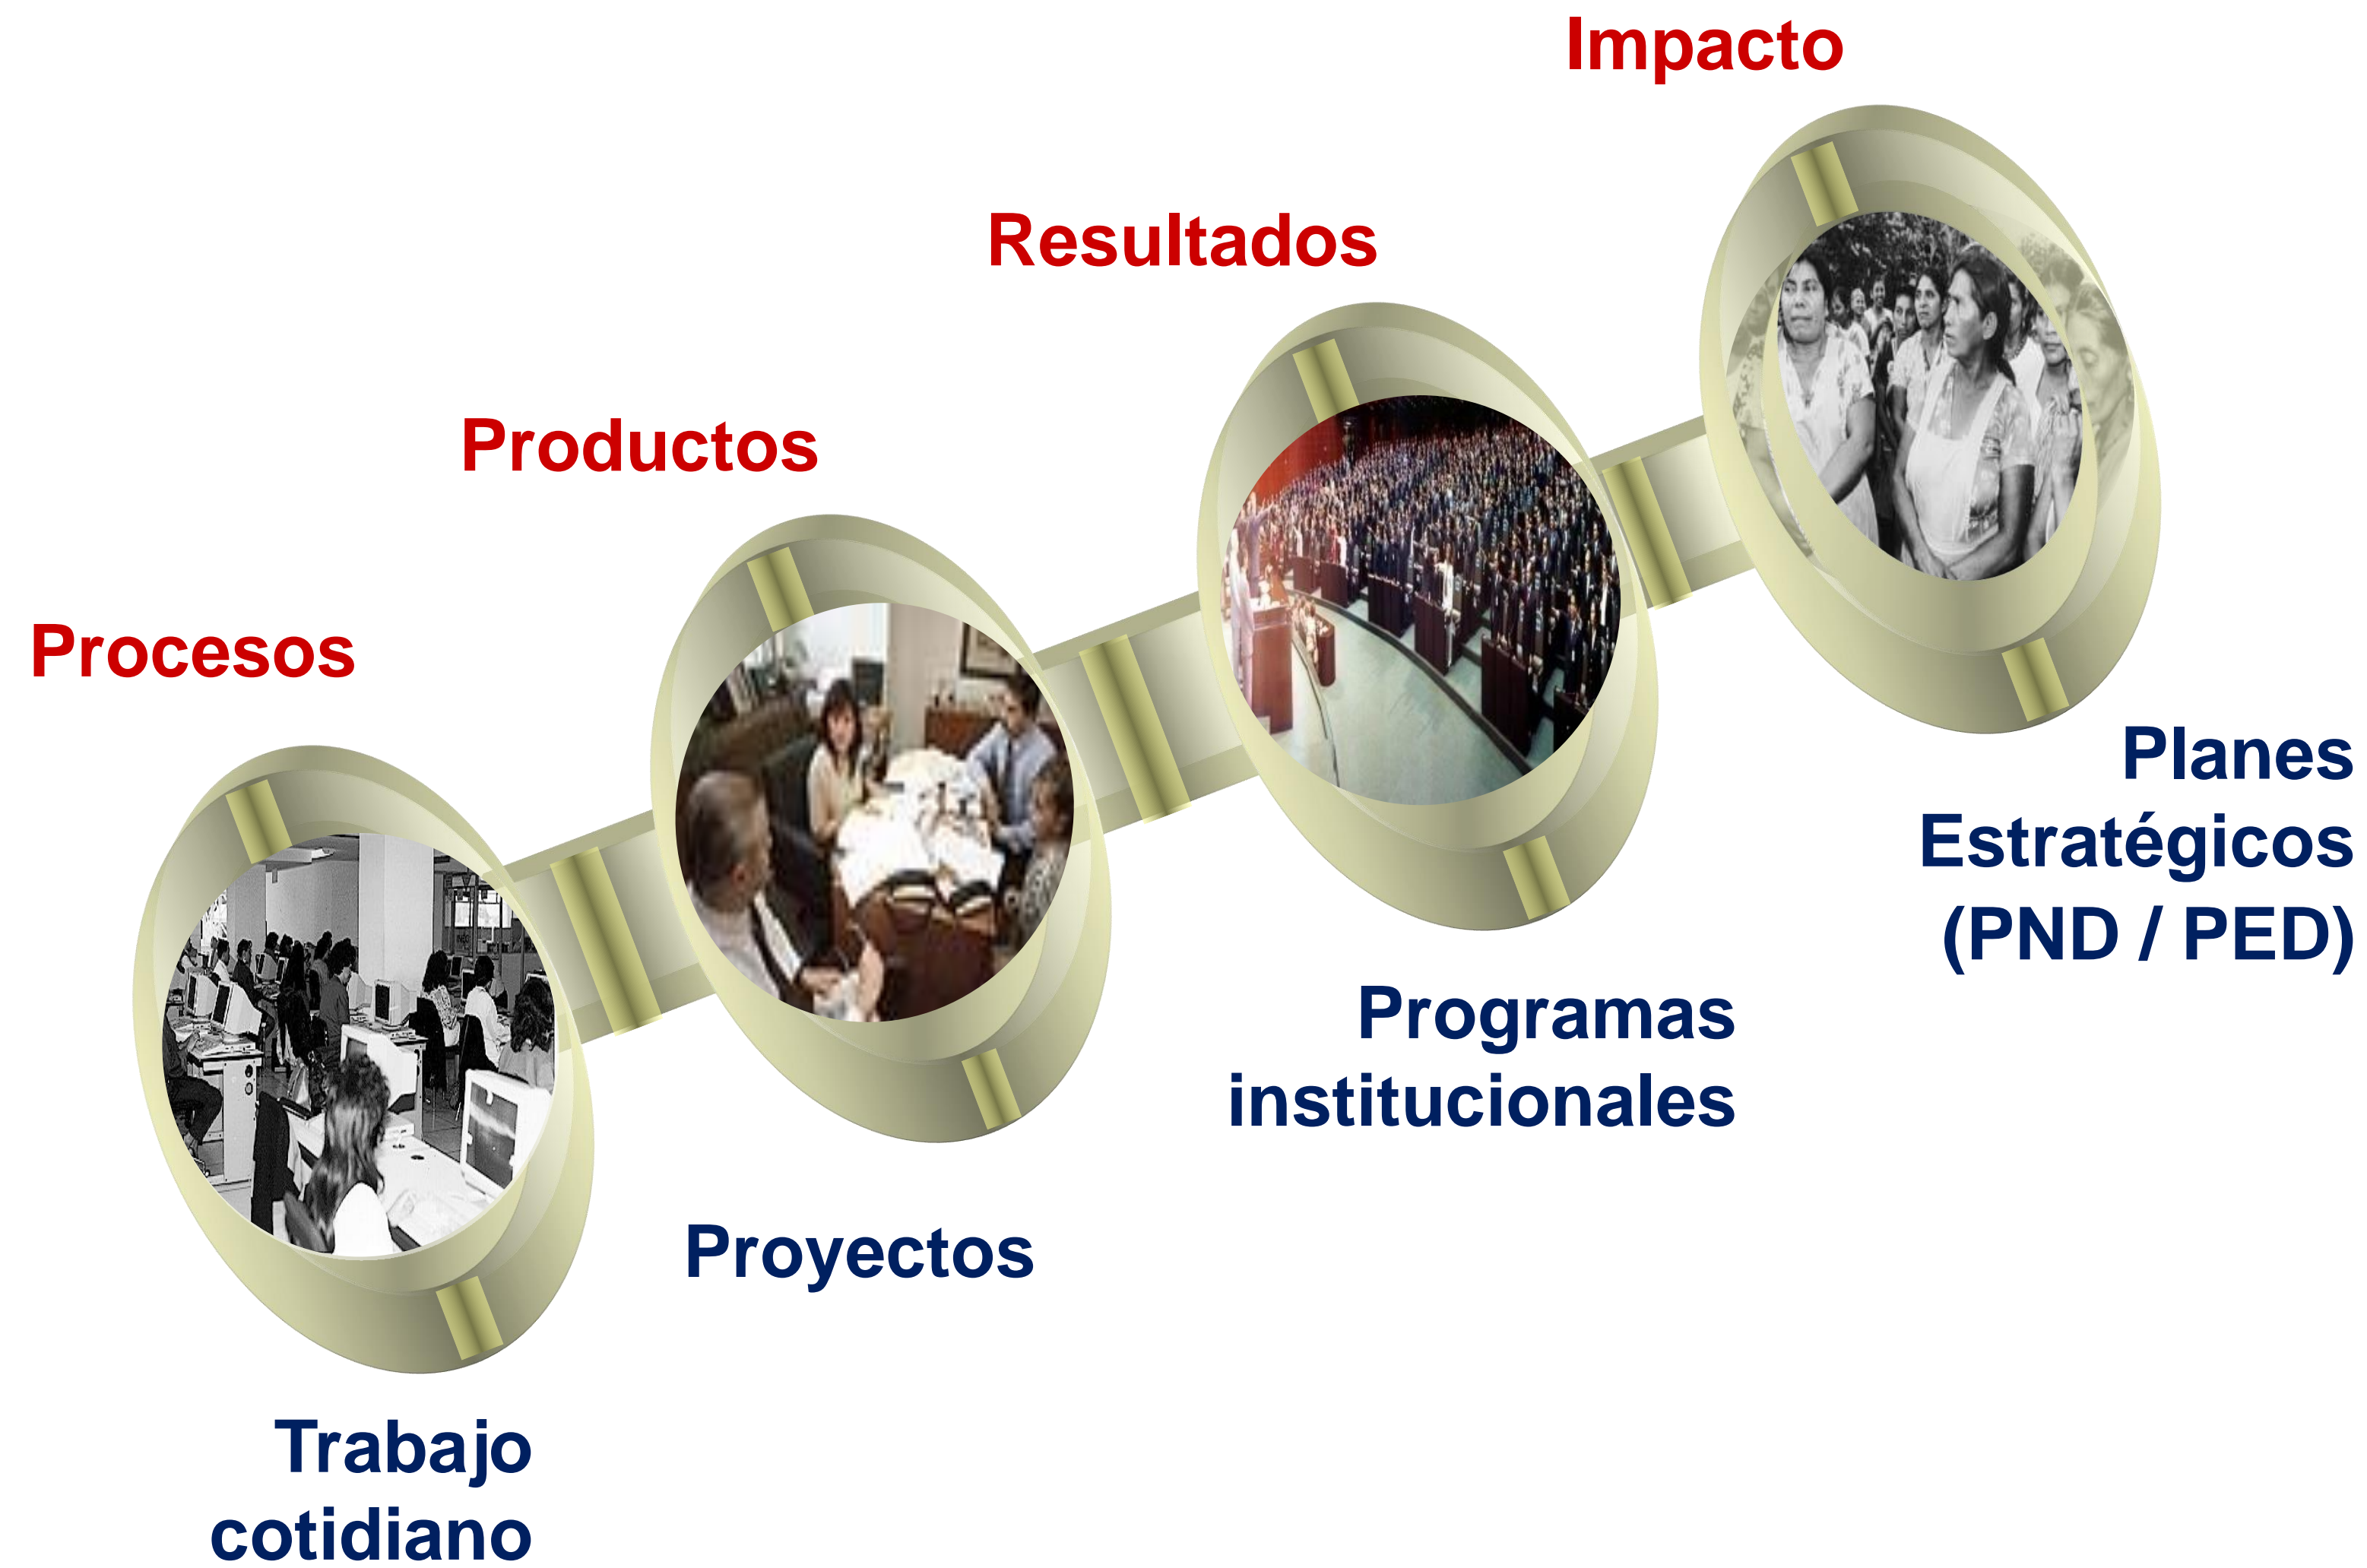 Impacto
Resultados
Productos
Procesos
Planes
Estratégicos
(PND / PED)
Programas
institucionales
Proyectos
Trabajo
cotidiano